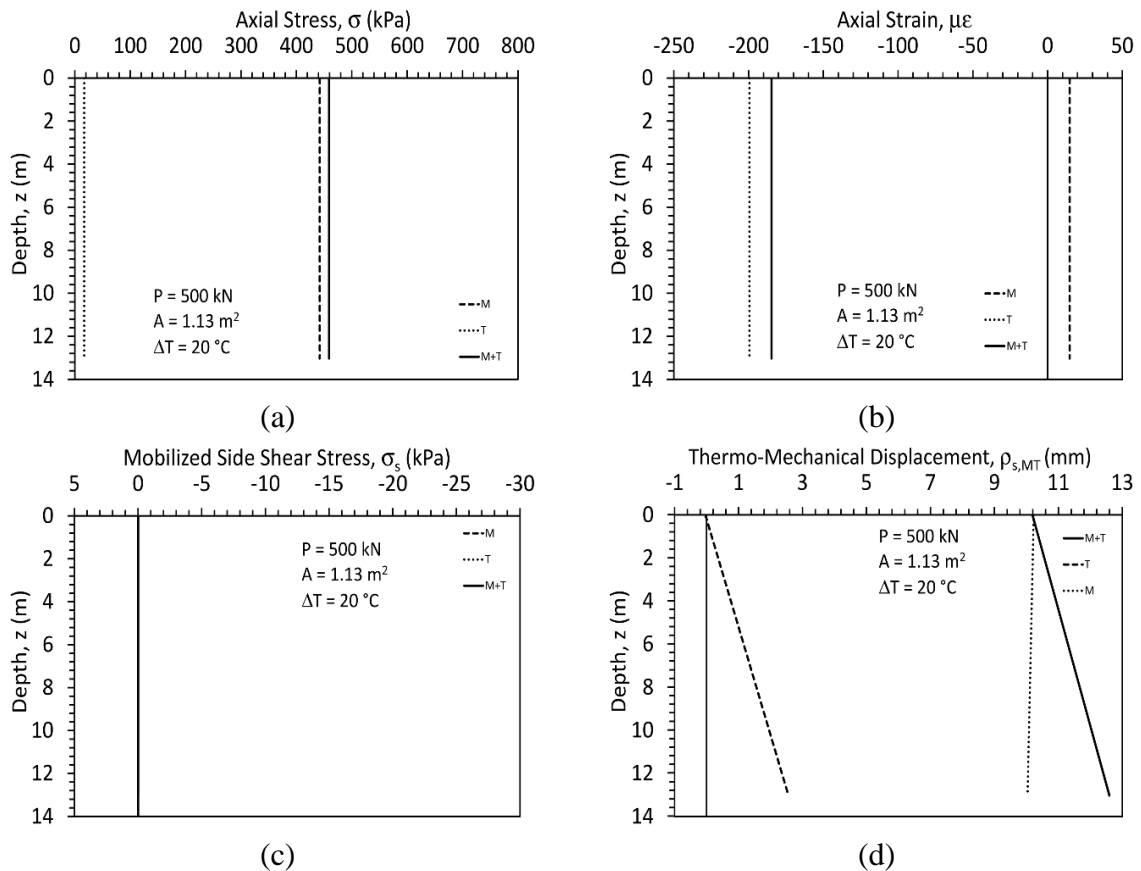 Axial Stress, σ (kPa)
0 100 200 300 400 500 600 700 800
Depth, z (m)
0
2
4
6
8
10
12
14
P = 500 kN
A = 1.13 m²
ΔT = 20 °C
M
T
M+T
(a)
Axial Strain, με
-250 -200 -150 -100 -50 0 50
Depth, z (m)
0
2
4
6
8
10
12
14
P = 500 kN
A = 1.13 m²
ΔT = 20 °C
M
T
M+T
(b)
Mobilized Side Shear Stress, σs (kPa)
5 0 -5 -10 -15 -20 -25 -30
Depth, z (m)
0
2
4
6
8
10
12
14
P = 500 kN
A = 1.13 m²
ΔT = 20 °C
M
T
M+T
(c)
Thermo-Mechanical Displacement, ρs,MT (mm)
-1 1 3 5 7 9 11 13
Depth, z (m)
0
2
4
6
8
10
12
14
P = 500 kN
A = 1.13 m²
ΔT = 20 °C
M+T
T
M
(d)